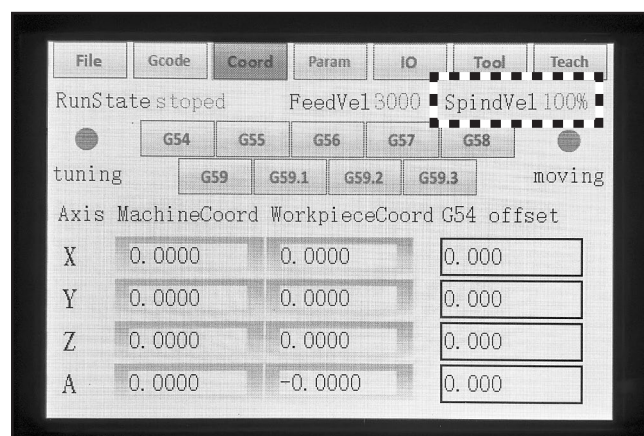 File Gcode Coord Param IO Tool Teach
RunState stoped FeedVel 3000 SpindVel 100%
G54 G55 G56 G57 G58
tuning G59 G59.1 G59.2 G59.3 moving
Axis MachineCoord WorkpieceCoord G54 offset
X 0.0000 0.0000 0.000
Y 0.0000 0.0000 0.000
Z 0.0000 0.0000 0.000
A 0.0000 -0.0000 0.000